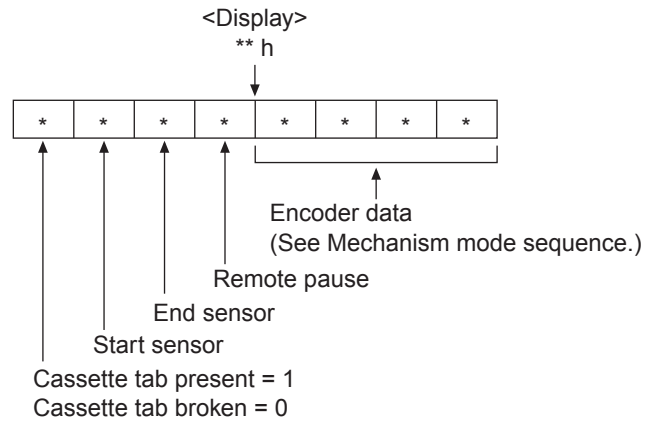 <Display>
** h
* * * * * * * *
Encoder data
(See Mechanism mode sequence.)
Remote pause
End sensor
Start sensor
Cassette tab present = 1
Cassette tab broken = 0